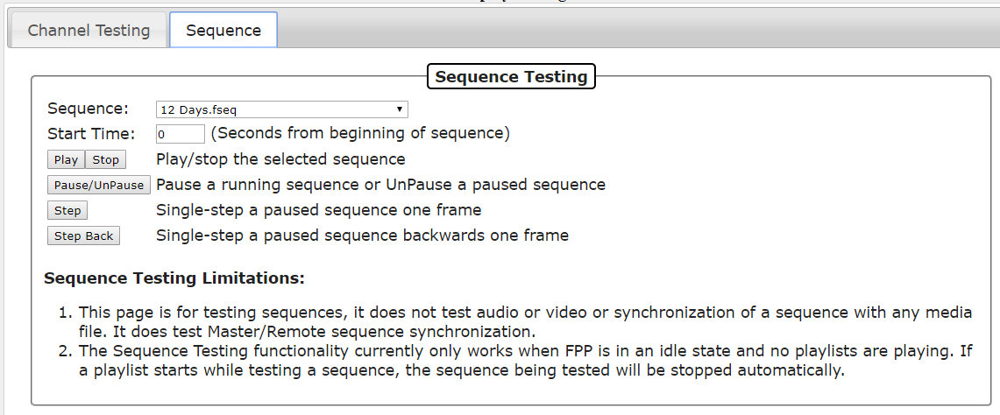 Channel Testing Sequence
Sequence Testing
Sequence: 12 Days.fseq
Start Time: 0 (Seconds from beginning of sequence)
Play Stop Play/stop the selected sequence
Pause/UnPause Pause a running sequence or UnPause a paused sequence
Step Single-step a paused sequence one frame
Step Back Single-step a paused sequence backwards one frame
Sequence Testing Limitations:
1. This page is for testing sequences, it does not test audio or video or synchronization of a sequence with any media
file. It does test Master/Remote sequence synchronization.
2. The Sequence Testing functionality currently only works when FPP is in an idle state and no playlists are playing. If
a playlist starts while testing a sequence, the sequence being tested will be stopped automatically.